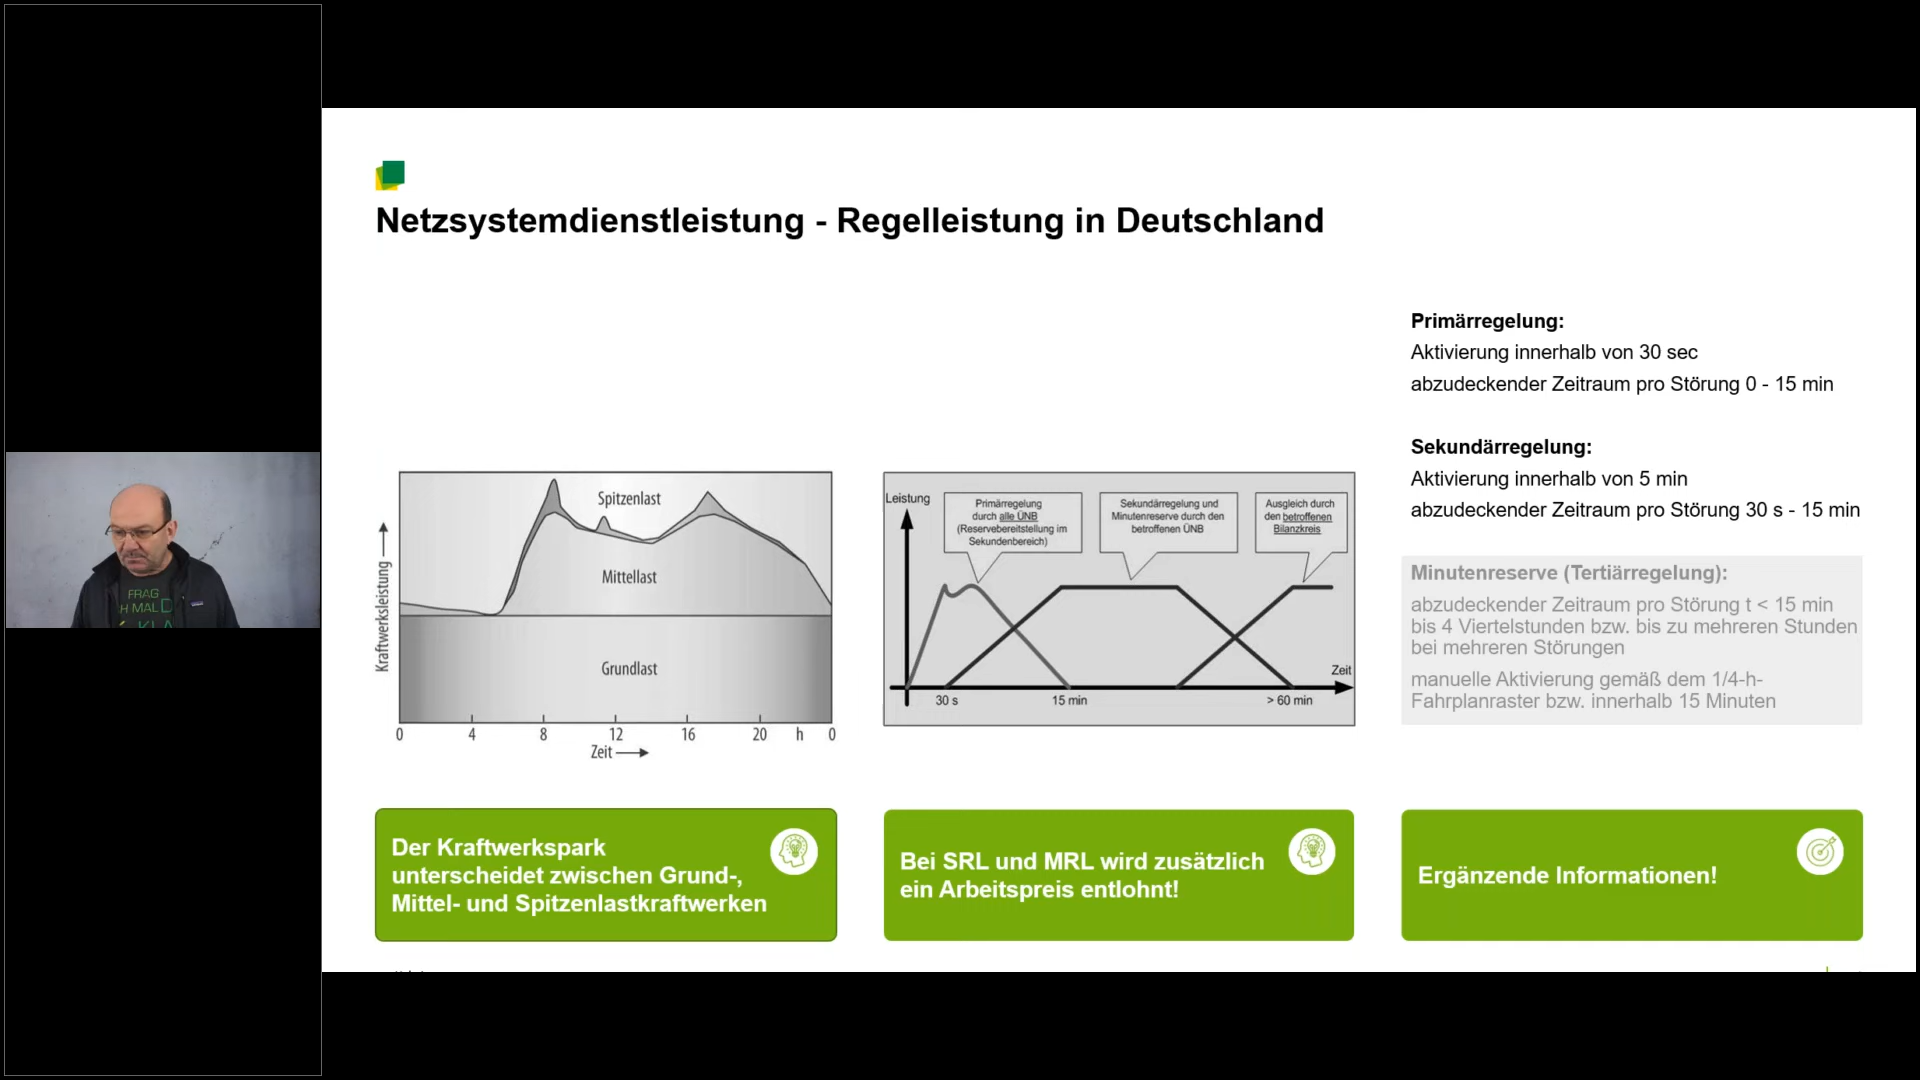 Netzsystemdienstleistung - Regelleistung in Deutschland
Primärregelung:
Aktivierung innerhalb von 30 sec
abzudeckender Zeitraum pro Störung 0 - 15 min
Sekundärregelung:
Aktivierung innerhalb von 5 min
abzudeckender Zeitraum pro Störung 30 s - 15 min
Minutenreserve (Tertiärregelung):
abzudeckender Zeitraum pro Störung t < 15 min
bis 4 Viertelstunden bzw. bis zu mehreren Stunden
bei mehreren Störungen
manuelle Aktivierung gemäß dem 1/4-h-
Fahrplanraster bzw. innerhalb 15 Minuten
Kraftwerksleistung
Spitzenlast
Mittellast
Grundlast
0 4 8 12 16 20 h 0
Zeit
Leistung
Primärregelung
durch alle ÜNB
(Reservebereitstellung im
Sekundenbereich)
Sekundärregelung und
Minutenreserve durch den
betroffenen ÜNB
Ausgleich durch
den betroffenen
Bilanzkreis
Zeit
30 s 15 min > 60 min
Der Kraftwerkspark
unterscheidet zwischen Grund-,
Mittel- und Spitzenlastkraftwerken
Bei SRL und MRL wird zusätzlich
ein Arbeitspreis entlohnt!
Ergänzende Informationen!
FRAG
H MAL D